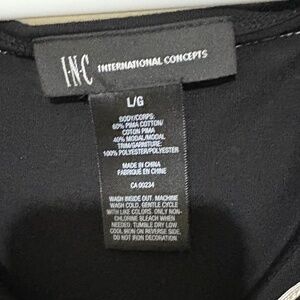 I·N·C INTERNATIONAL CONCEPTS
L/G
BODY/CORPS:
60% PIMA COTTON/
COTON PIMA
40% MODAL/MODAL
TRIM/GARNITURE:
100% POLYESTER/POLYESTER
MADE IN CHINA
FABRIQUE EN CHINE
CA 00234
WASH INSIDE OUT. MACHINE
WASH COLD, GENTLE CYCLE
WITH LIKE COLORS. ONLY NON-
CHLORINE BLEACH WHEN
NEEDED. TUMBLE DRY LOW.
COOL IRON ON REVERSE SIDE.
DO NOT IRON DECORATION